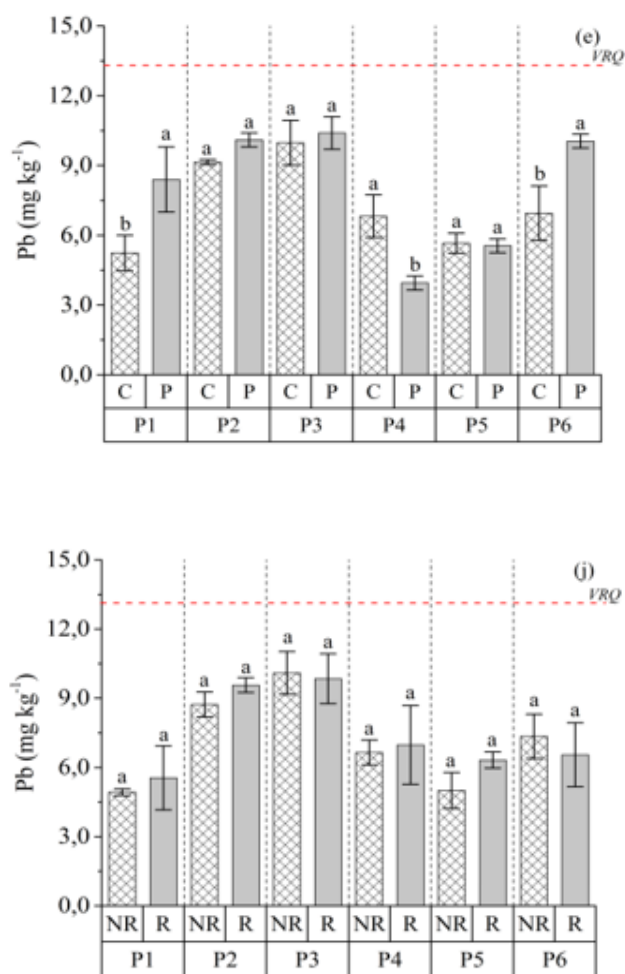 (e)
VRQ
15,0
12,0
9,0
6,0
3,0
0,0
Pb (mg kg⁻¹)
b a a a a a a b a a b a
C P C P C P C P C P C P
P1 P2 P3 P4 P5 P6
(j)
VRQ
15,0
12,0
9,0
6,0
3,0
0,0
Pb (mg kg⁻¹)
a a a a a a a a a a a a
NR R NR R NR R NR R NR R NR R
P1 P2 P3 P4 P5 P6